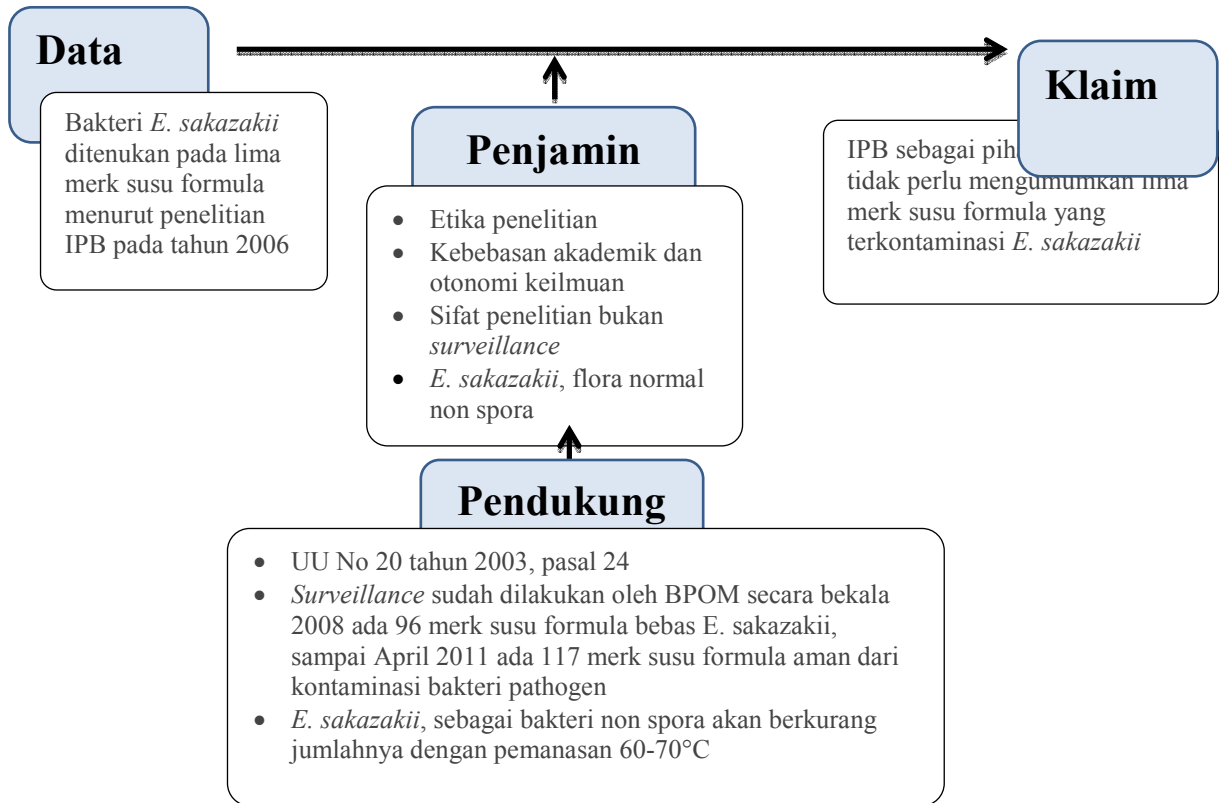 Data
Bakteri E. sakazakii
ditenukan pada lima
merk susu formula
menurut penelitian
IPB pada tahun 2006
Klaim
IPB sebagai
tidak perlu mengumumkan lima
merk susu formula yang
terkontaminasi E. sakazakii
Penjamin
• Etika penelitian
• Kebebasan akademik dan
otonomi keilmuan
• Sifat penelitian bukan
surveillance
• E. sakazakii, flora normal
non spora
Pendukung
• UU No 20 tahun 2003, pasal 24
• Surveillance sudah dilakukan oleh BPOM secara bekala
2008 ada 96 merk susu formula bebas E. sakazakii,
sampai April 2011 ada 117 merk susu formula aman dari
kontaminasi bakteri pathogen
• E. sakazakii, sebagai bakteri non spora akan berkurang
jumlahnya dengan pemanasan 60-70°C